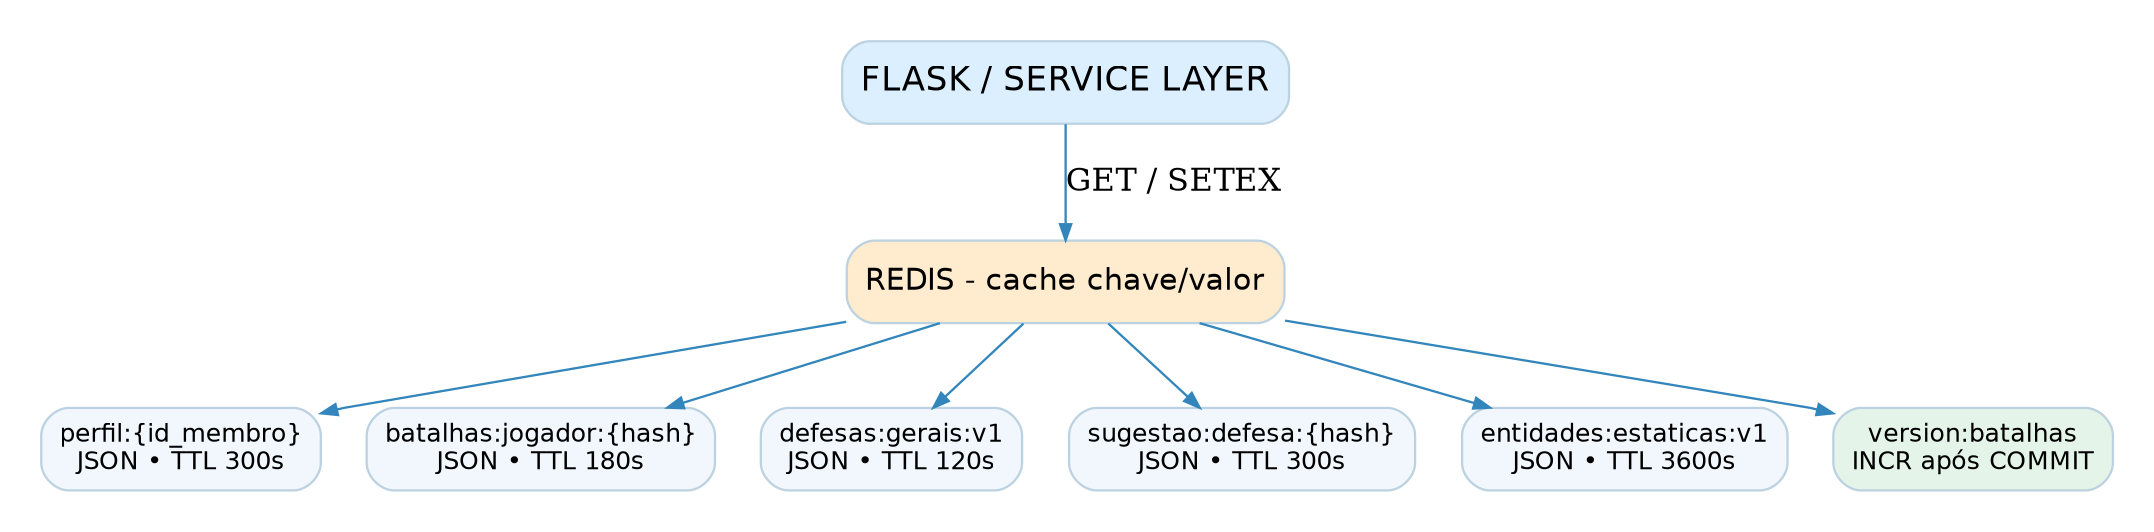 FLASK / SERVICE LAYER
GET / SETEX
REDIS - cache chave/valor
perfil:{id_membro}
JSON • TTL 300s
batalhas:jogador:{hash}
JSON • TTL 180s
defesas:gerais:v1
JSON • TTL 120s
sugestao:defesa:{hash}
JSON • TTL 300s
entidades:estaticas:v1
JSON • TTL 3600s
version:batalhas
INCR após COMMIT